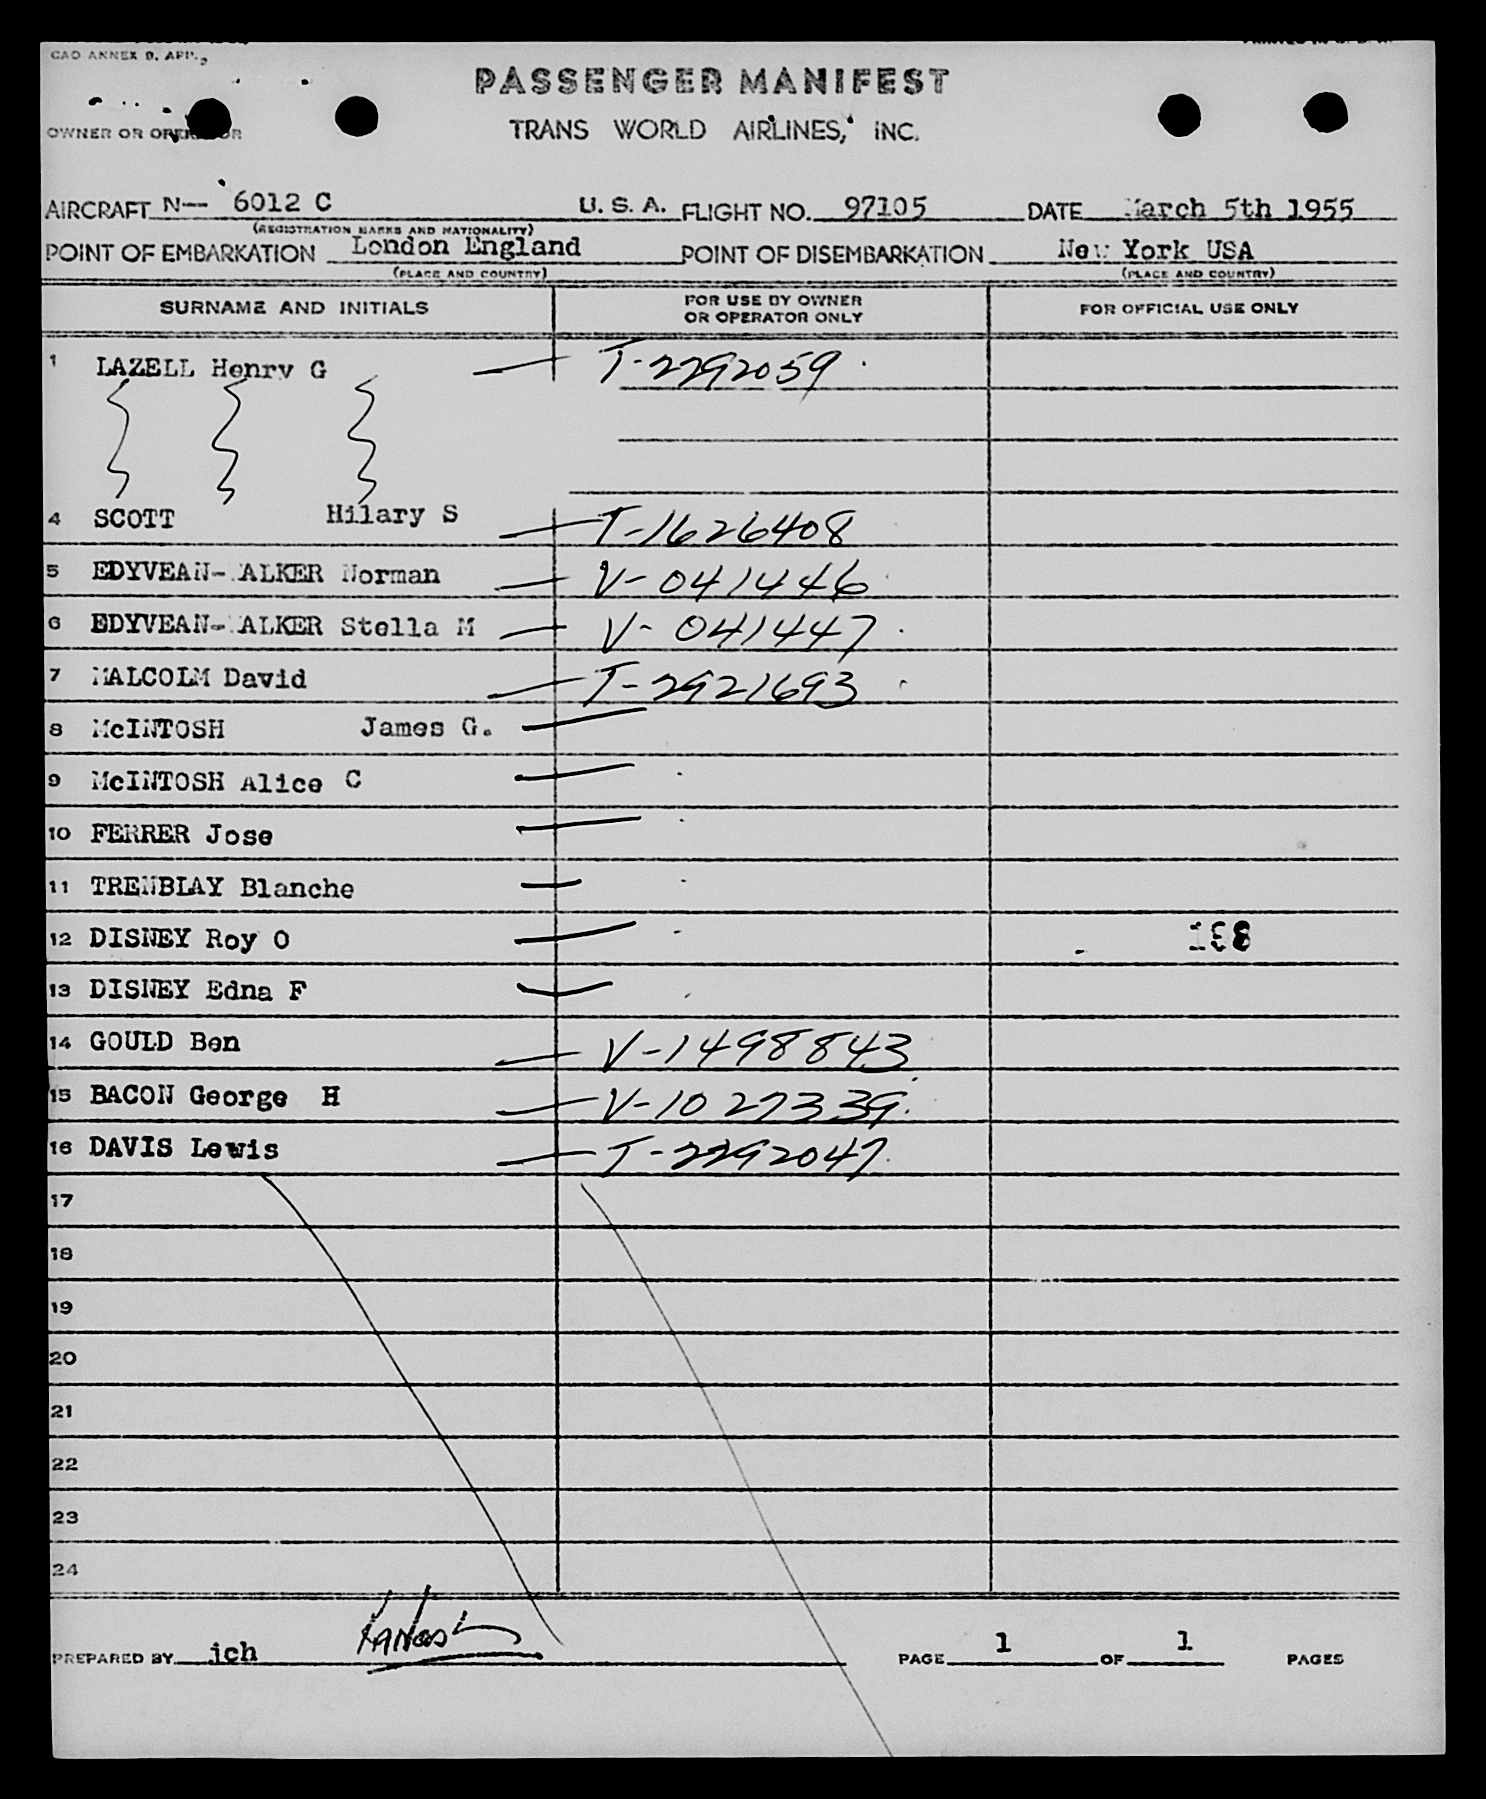 PASSENGER MANIFEST
OWNER OR OPERATOR
TRANS WORLD AIRLINES, INC.
AIRCRAFT N-- 6012 C U. S. A. FLIGHT NO. 97105 DATE March 5th 1955
(REGISTRATION MARKS AND NATIONALITY)
POINT OF EMBARKATION London England POINT OF DISEMBARKATION New York USA
(PLACE AND COUNTRY) (PLACE AND COUNTRY)
SURNAME AND INITIALS FOR USE BY OWNER OR OPERATOR ONLY FOR OFFICIAL USE ONLY
1 LAZELL Henry G T-2292059
4 SCOTT Hilary S T-1626408
5 EDYVEAN-WALKER Norman V-041446
6 EDYVEAN-WALKER Stella M V-041447
7 MALCOLM David T-2921693
8 McINTOSH James G.
9 McINTOSH Alice C
10 FERRER Jose
11 TREMBLAY Blanche
12 DISNEY Roy O
13 DISNEY Edna F
14 GOULD Ben V-1498843
15 BACON George H V-1027339
16 DAVIS Lewis T-2292047
17
18
19
20
21
22
23
24
PREPARED BY jch PAGE 1 OF 1 PAGES